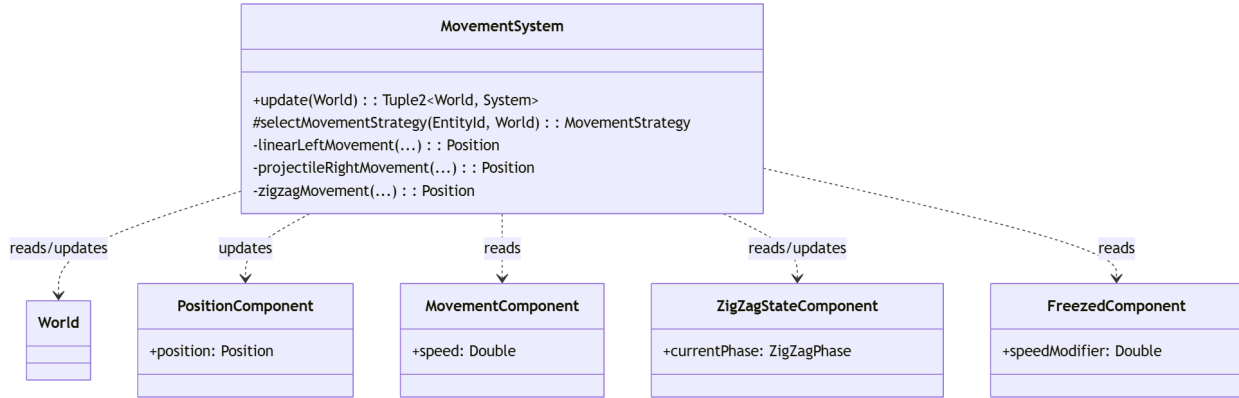 MovementSystem
+update(World) : : Tuple2<World, System>
#selectMovementStrategy(EntityId, World) : : MovementStrategy
-linearLeftMovement(...) : : Position
-projectileRightMovement(...) : : Position
-zigzagMovement(...) : : Position
reads/updates
updates
reads
reads/updates
reads
World
PositionComponent
+position: Position
MovementComponent
+speed: Double
ZigZagStateComponent
+currentPhase: ZigZagPhase
FreezedComponent
+speedModifier: Double